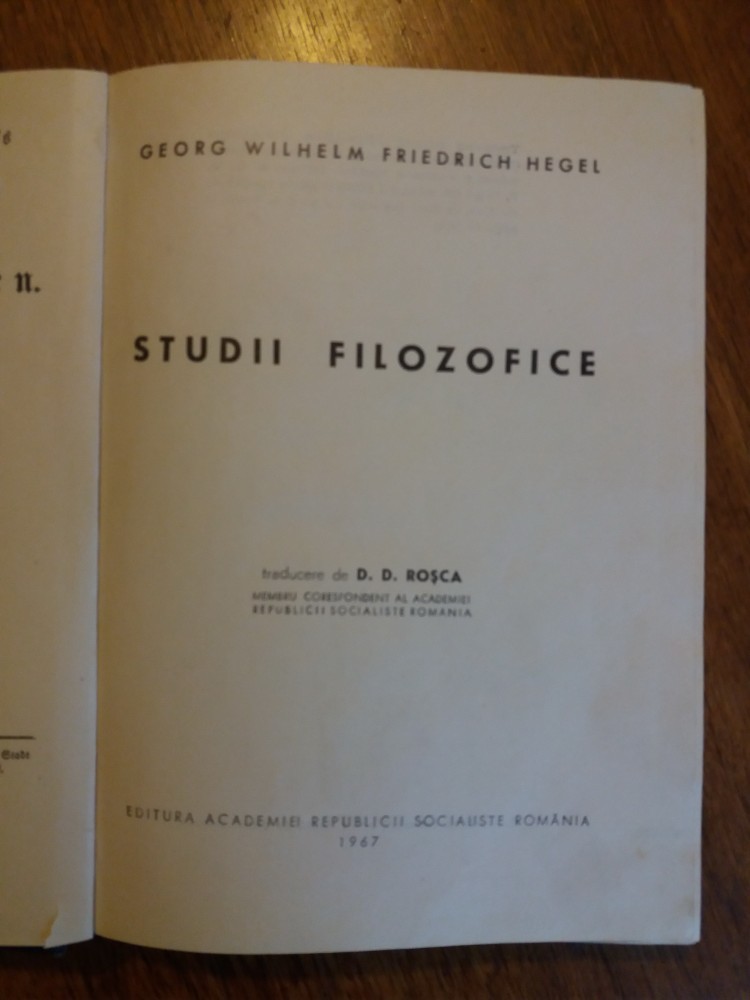 GEORG WILHELM FRIEDRICH HEGEL
STUDII FILOZOFICE
traducere de D. D. ROȘCA
MEMBRU CORESPONDENT AL ACADEMIEI
REPUBLICII SOCIALISTE ROMANIA
EDITURA ACADEMIEI REPUBLICII SOCIALISTE ROMÂNIA
1967
n.